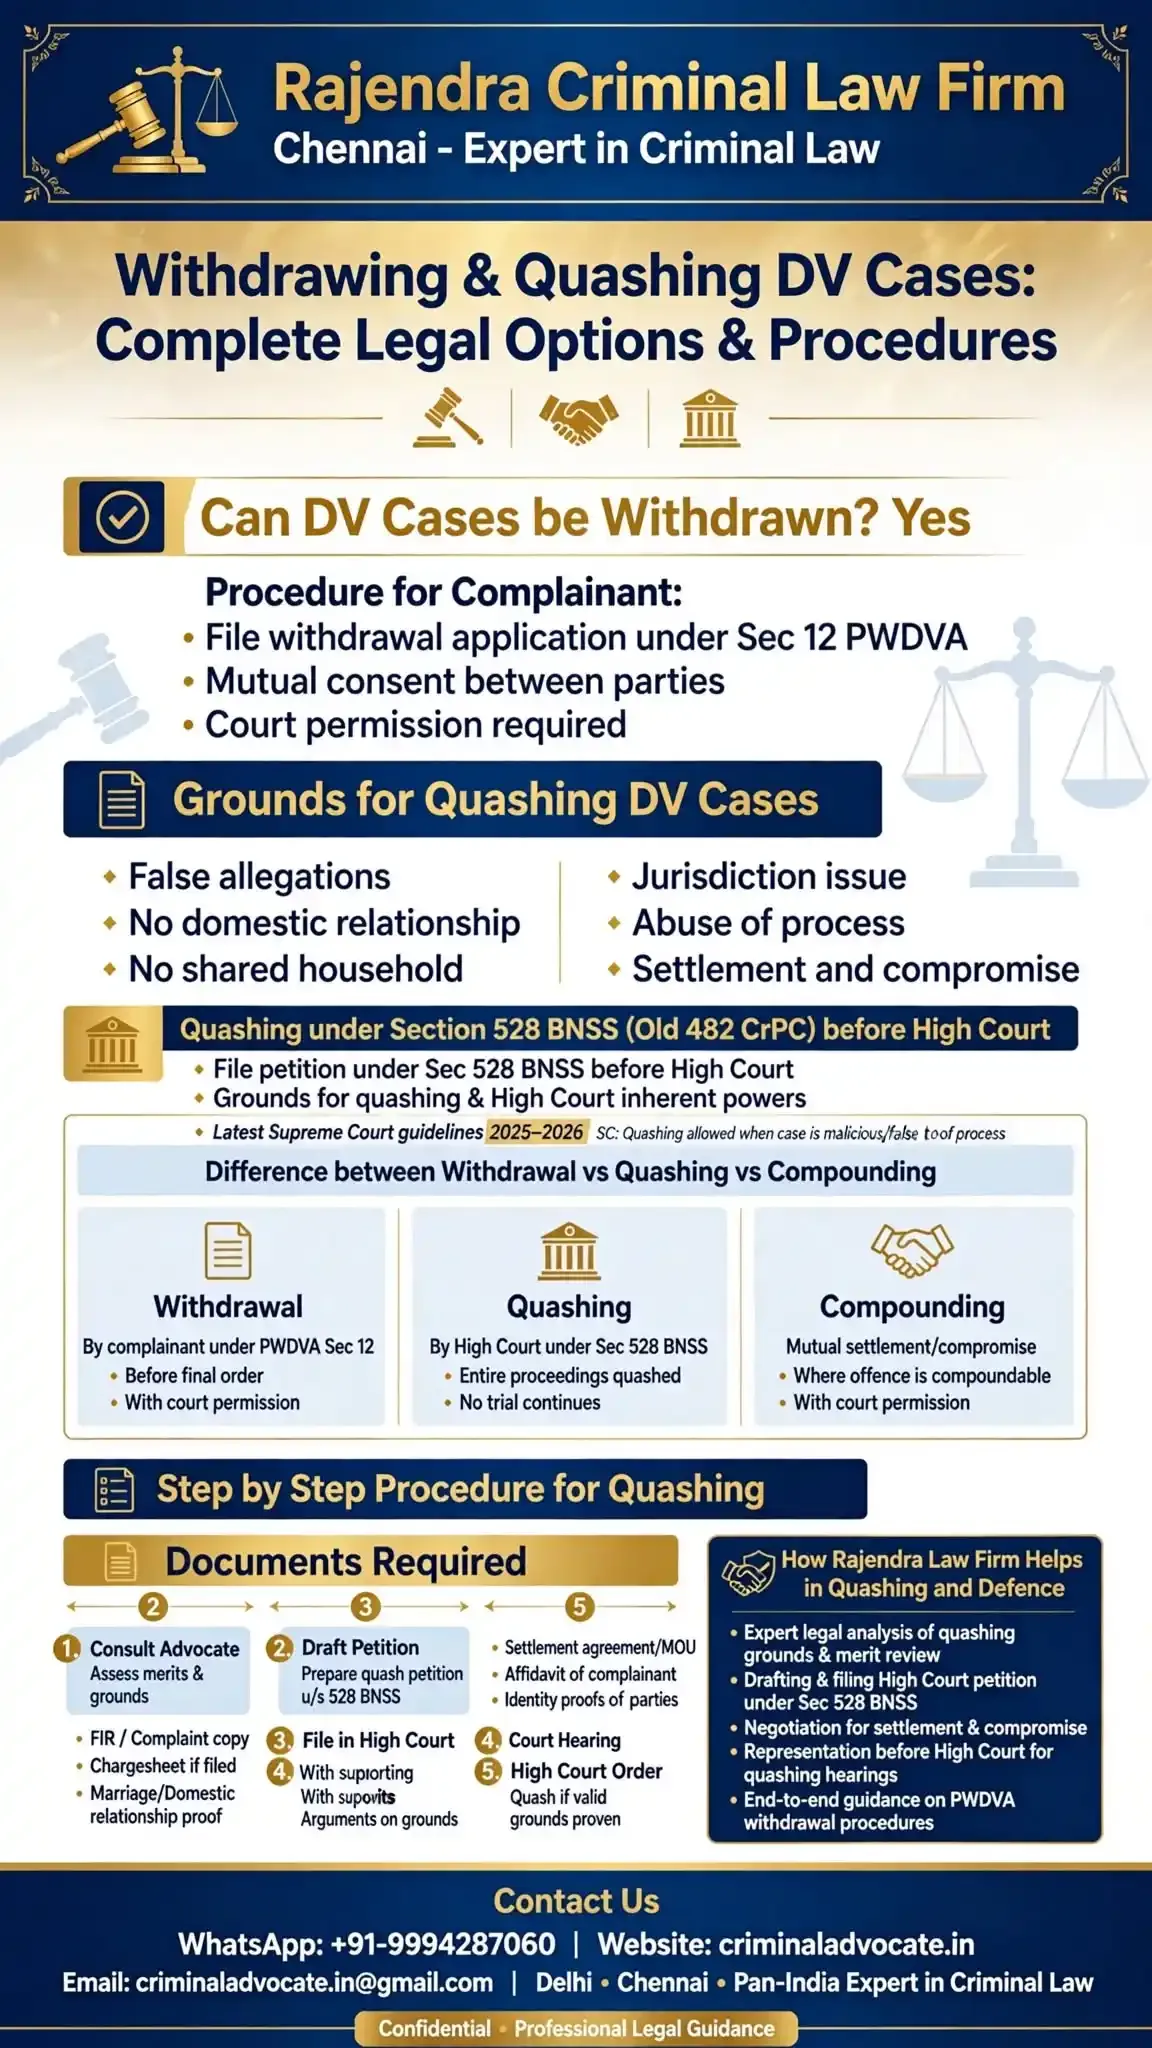 Rajendra Criminal Law Firm
Chennai - Expert in Criminal Law
Withdrawing & Quashing DV Cases:
Complete Legal Options & Procedures
Can DV Cases be Withdrawn? Yes
Procedure for Complainant:
• File withdrawal application under Sec 12 PWDVA
• Mutual consent between parties
• Court permission required
Grounds for Quashing DV Cases
False allegations
No domestic relationship
No shared household
Jurisdiction issue
Abuse of process
Settlement and compromise
Quashing under Section 528 BNSS (Old 482 CrPC) before High Court
File petition under Sec 528 BNSS before High Court
Grounds for quashing & High Court inherent powers
Latest Supreme Court guidelines 2025–2026 SC: Quashing allowed when case is malicious/false of process
Difference between Withdrawal vs Quashing vs Compounding
Withdrawal
By complainant under PWDVA Sec 12
• Before final order
• With court permission
Quashing
By High Court under Sec 528 BNSS
• Entire proceedings quashed
• No trial continues
Compounding
Mutual settlement/compromise
• Where offence is compoundable
• With court permission
Step by Step Procedure for Quashing
Documents Required
2
3
5
1. Consult Advocate
Assess merits &
grounds
• FIR / Complaint copy
• Chargesheet if filed
• Marriage/Domestic
relationship proof
2. Draft Petition
Prepare quash petition
u/s 528 BNSS
3. File in High Court
4. With
With
Arguments on grounds
• Settlement agreement/MOU
• Affidavit of complainant
• Identity proofs of parties
4. Court Hearing
5. High Court Order
Quash if valid
grounds proven
How Rajendra Law Firm Helps
in Quashing and Defence
• Expert legal analysis of quashing
grounds & merit review
• Drafting & filing High Court petition
under Sec 528 BNSS
• Negotiation for settlement & compromise
• Representation before High Court for
quashing hearings
• End-to-end guidance on PWDVA
withdrawal procedures
Contact Us
WhatsApp: +91-9994287060 | Website: criminaladvocate.in
Email: criminaladvocate.in@gmail.com | Delhi • Chennai • Pan-India Expert in Criminal Law
Confidential • Professional Legal Guidance